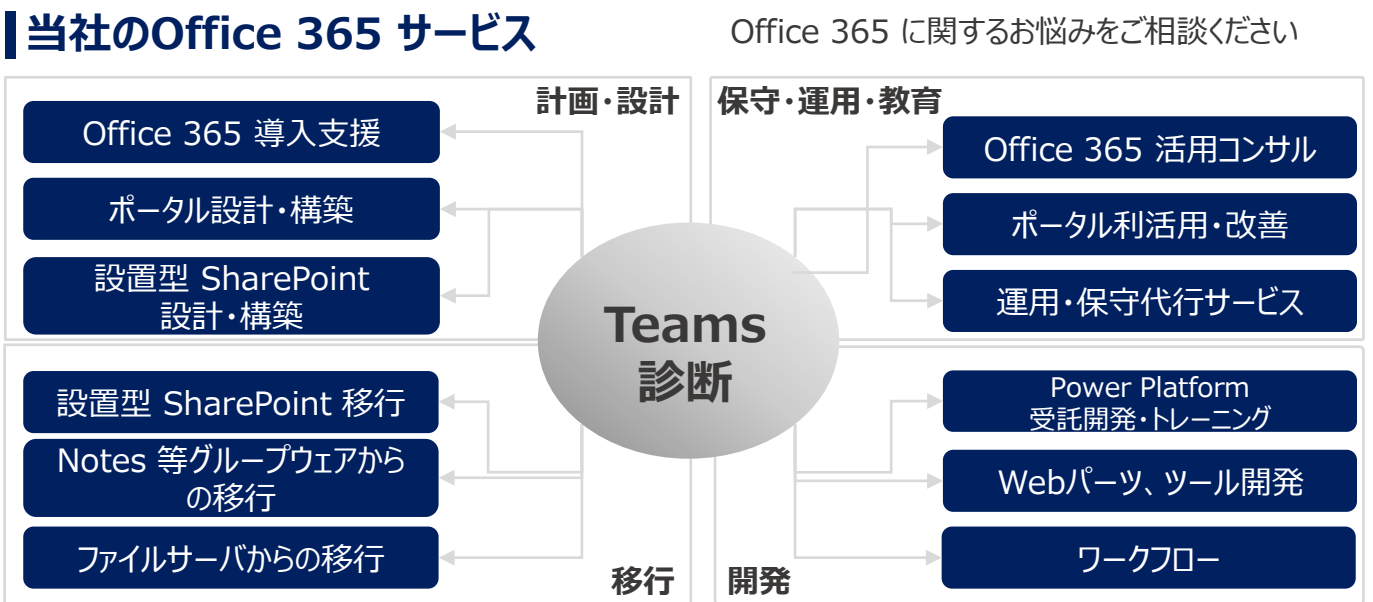 当社のOffice 365 サービス
Office 365 に関するお悩みをご相談ください
計画・設計
Office 365 導入支援
ポータル設計・構築
設置型 SharePoint
設計・構築
保守・運用・教育
Office 365 活用コンサル
ポータル利活用・改善
運用・保守代行サービス
Teams
診断
設置型 SharePoint 移行
Notes 等グループウェアから
の移行
ファイルサーバからの移行
移行
Power Platform
受託開発・トレーニング
Webパーツ、ツール開発
ワークフロー
開発